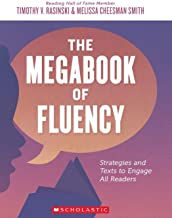 Reading Hall of Fame Member
TIMOTHY V. RASINSKI & MELISSA CHEESMAN SMITH
THE
MEGABOOK
OF
FLUENCY
Strategies and
Texts to Engage
All Readers
SCHOLASTIC